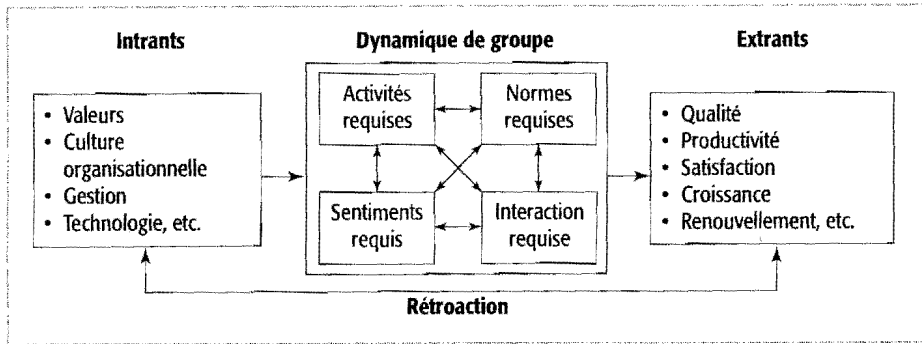 Intrants
• Valeurs
• Culture
organisationnelle
• Gestion
• Technologie, etc.
Dynamique de groupe
Activités
requises
Normes
requises
Sentiments
requis
Interaction
requise
Extrants
• Qualité
• Productivité
• Satisfaction
• Croissance
• Renouvellement, etc.
Rétroaction